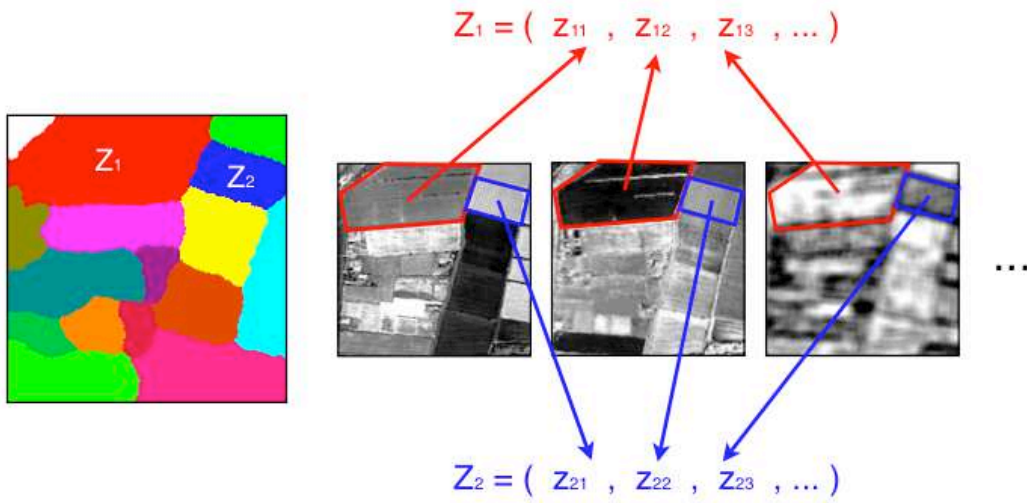 Z₁ = ( z₁₁ , z₁₂ , z₁₃ , ... )
Z₁
Z₂
...
Z₂ = ( z₂₁ , z₂₂ , z₂₃ , ... )